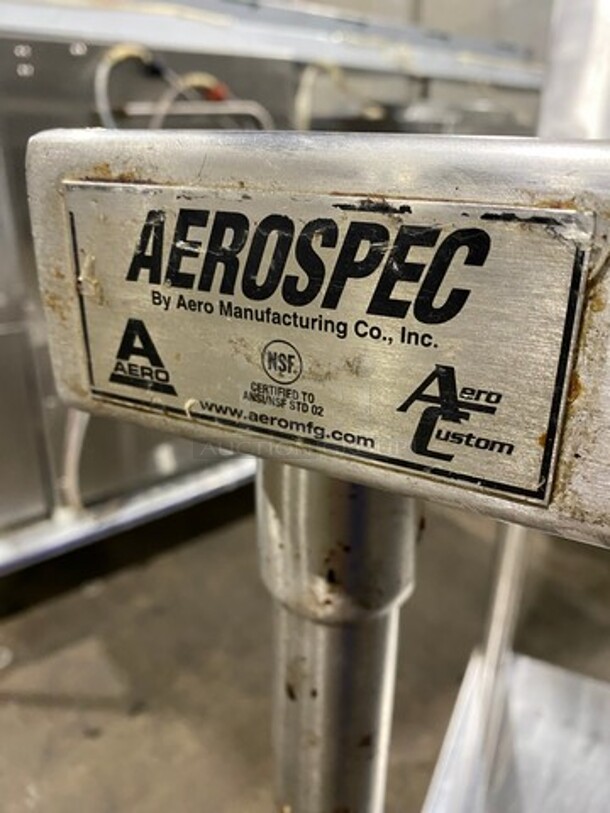 AEROSPEC
By Aero Manufacturing Co., Inc.
A
AERO
NSF
CERTIFIED TO
ANSI/NSF STD 02
www.aeromfg.com
Aero
Custom